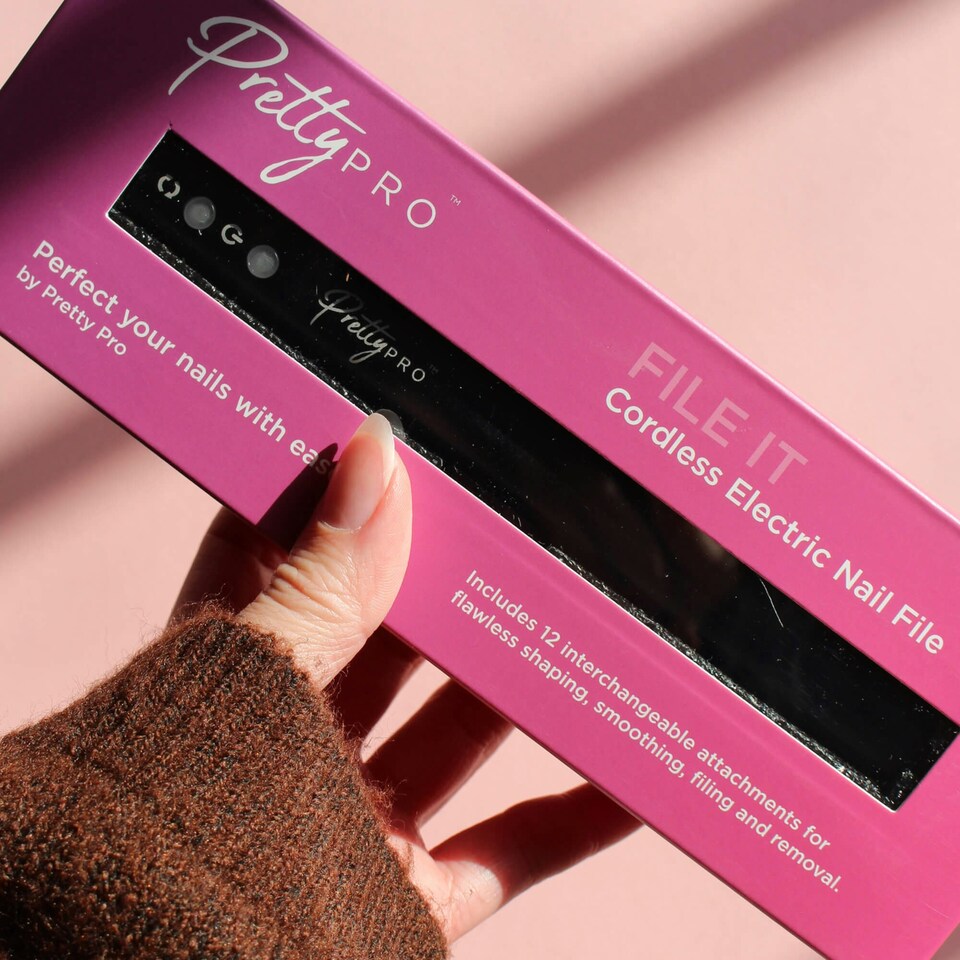 Pretty PRO™
Pretty PRO
Perfect your nails with eas
by Pretty Pro
FILE IT
Cordless Electric Nail File
Includes 12 interchangeable attachments for
flawless shaping, smoothing, filing and removal.